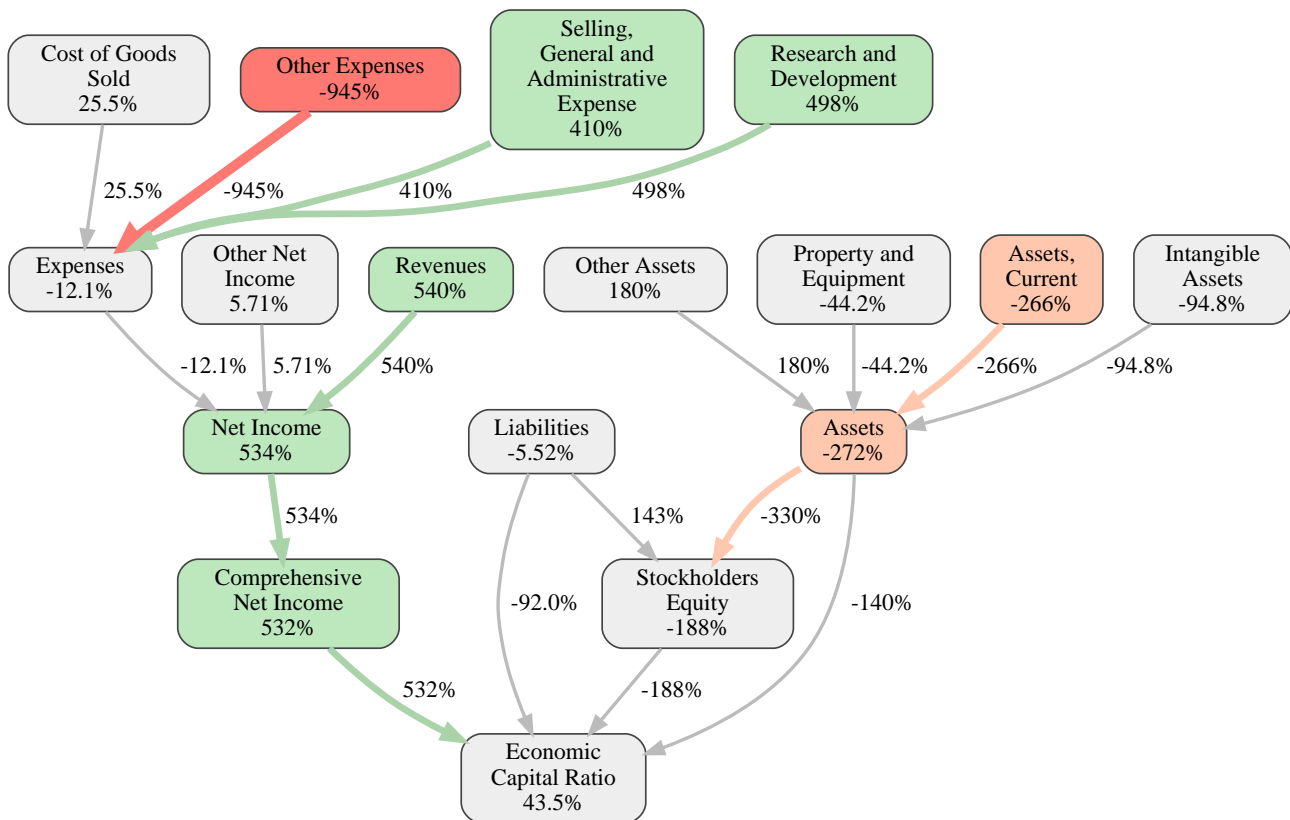 Cost of Goods
Sold
25.5%
Other Expenses
-945%
Selling,
General and
Administrative
Expense
410%
Research and
Development
498%
25.5%
-945%
410%
498%
Expenses
-12.1%
Other Net
Income
5.71%
Revenues
540%
Other Assets
180%
Property and
Equipment
-44.2%
Assets,
Current
-266%
Intangible
Assets
-94.8%
-12.1%
5.71%
540%
180%
-44.2%
-266%
-94.8%
Net Income
534%
Liabilities
-5.52%
Assets
-272%
534%
143%
-330%
Comprehensive
Net Income
532%
-92.0%
Stockholders
Equity
-188%
-140%
532%
-188%
Economic
Capital Ratio
43.5%